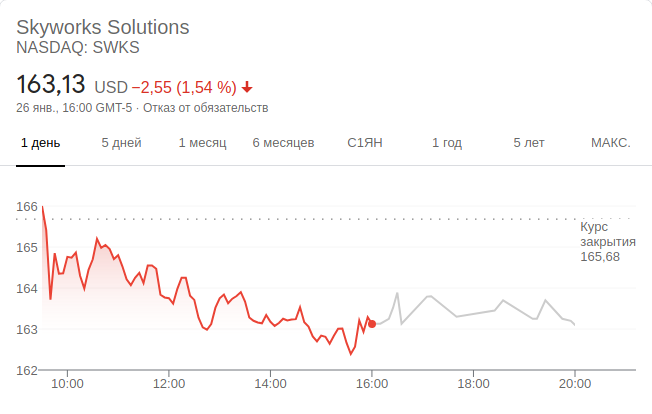 Skyworks Solutions
NASDAQ: SWKS
163,13 USD −2,55 (1,54 %)
26 янв., 16:00 GMT-5 · Отказ от обязательств
1 день 5 дней 1 месяц 6 месяцев С1ЯН 1 год 5 лет МАКС.
166
Курс
закрытия
165,68
165
164
163
162
10:00 12:00 14:00 16:00 18:00 20:00